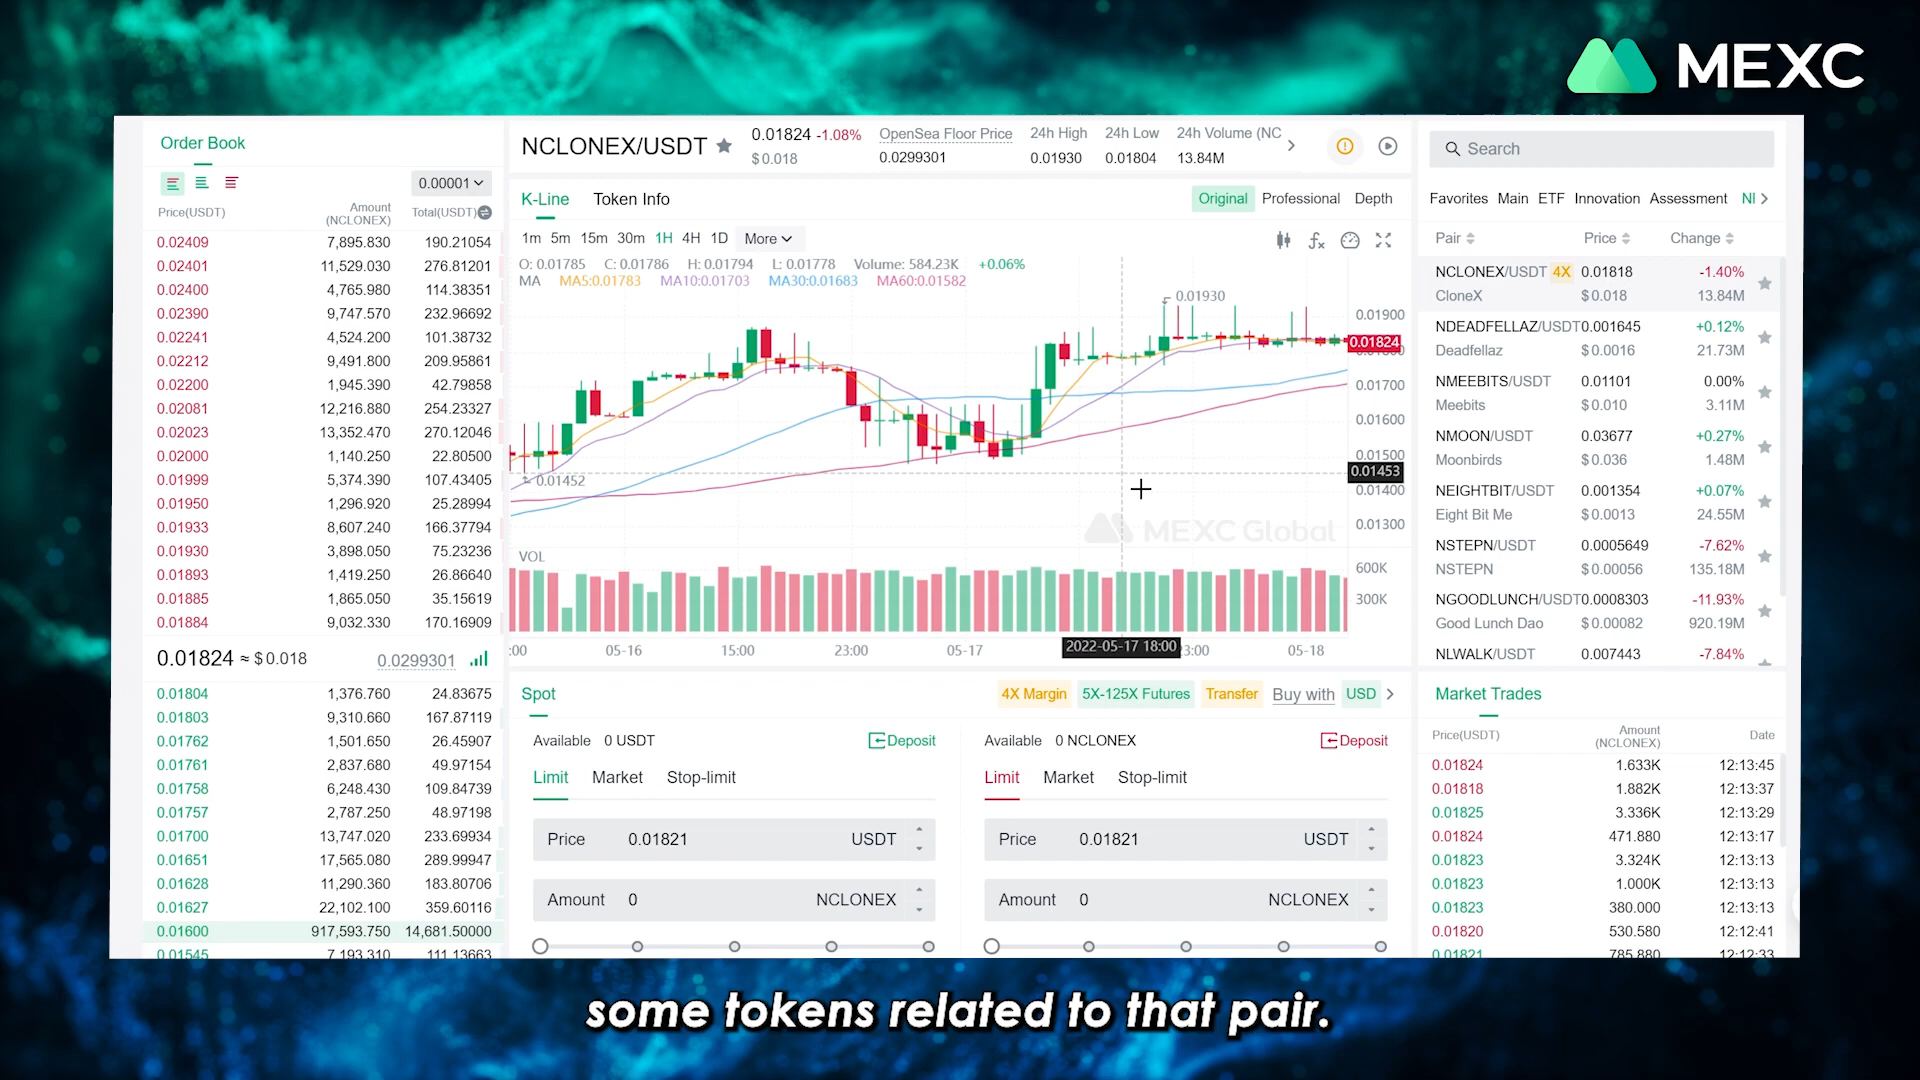 MEXC
Order Book
0.00001
Price(USDT) Amount (NCLONEX) Total(USDT)
0.02409 7,895.830 190.21054
0.02401 11,529.030 276.81201
0.02400 4,765.980 114.38351
0.02390 9,747.570 232.96692
0.02241 4,524.200 101.38732
0.02212 9,491.800 209.95861
0.02200 1,945.390 42.79858
0.02081 12,216.880 254.23327
0.02023 13,352.470 270.12046
0.02000 1,140.250 22.80500
0.01999 5,374.390 107.43405
0.01950 1,296.920 25.28994
0.01933 8,607.240 166.37794
0.01930 3,898.050 75.23236
0.01893 1,419.250 26.86640
0.01885 1,865.050 35.15619
0.01884 9,032.330 170.16909
0.01824 ≈ $ 0.018 0.0299301
0.01804 1,376.760 24.83675
0.01803 9,310.660 167.87119
0.01762 1,501.650 26.45907
0.01761 2,837.680 49.97154
0.01758 6,248.430 109.84739
0.01757 2,787.250 48.97198
0.01700 13,747.020 233.69934
0.01651 17,565.080 289.99947
0.01628 11,290.360 183.80706
0.01627 22,102.100 359.60116
0.01600 917,593.750 14,681.50000
0.01545 7,193.310 111.13663
NCLONEX/USDT
0.01824 -1.08%
$ 0.018
OpenSea Floor Price
0.0299301
24h High
0.01930
24h Low
0.01804
24h Volume (NC
13.84M
K-Line Token Info Original Professional Depth
1m 5m 15m 30m 1H 4H 1D More
O: 0.01785 C: 0.01786 H: 0.01794 L: 0.01778 Volume: 584.23K +0.06%
MA MA5:0.01783 MA10:0.01703 MA30:0.01683 MA60:0.01582
0.01930
0.01452
0.01900
0.01824
0.01700
0.01600
0.01500
0.01453
0.01400
0.01300
MEXC Global
VOL
600K
300K
:00 05-16 15:00 23:00 05-17 2022-05-17 18:00 3:00 05-18
Spot 4X Margin 5X-125X Futures Transfer Buy with USD
Available 0 USDT Deposit
Limit Market Stop-limit
Price 0.01821 USDT
Amount 0 NCLONEX
Available 0 NCLONEX Deposit
Limit Market Stop-limit
Price 0.01821 USDT
Amount 0 NCLONEX
Search
Favorites Main ETF Innovation Assessment
Pair Price Change
NCLONEX/USDT 4X 0.01818 -1.40%
CloneX $ 0.018 13.84M
NDEADFELLAZ/USDT 0.001645 +0.12%
Deadfellaz $ 0.0016 21.73M
NMEEBITS/USDT 0.01101 0.00%
Meebits $ 0.010 3.11M
NMOON/USDT 0.03677 +0.27%
Moonbirds $ 0.036 1.48M
NEIGHTBIT/USDT 0.001354 +0.07%
Eight Bit Me $ 0.0013 24.55M
NSTEPN/USDT 0.0005649 -7.62%
NSTEPN $ 0.00056 135.18M
NGOODLUNCH/USDT 0.0008303 -11.93%
Good Lunch Dao $ 0.00082 920.19M
NLWALK/USDT 0.007443 -7.84%
Market Trades
Price(USDT) Amount (NCLONEX) Date
0.01824 1.633K 12:13:45
0.01818 1.882K 12:13:37
0.01825 3.336K 12:13:29
0.01824 471.880 12:13:17
0.01823 3.324K 12:13:13
0.01823 1.000K 12:13:13
0.01823 380.000 12:13:13
0.01820 530.580 12:12:41
0.01821 785.880 12:12:33
some tokens related to that pair.